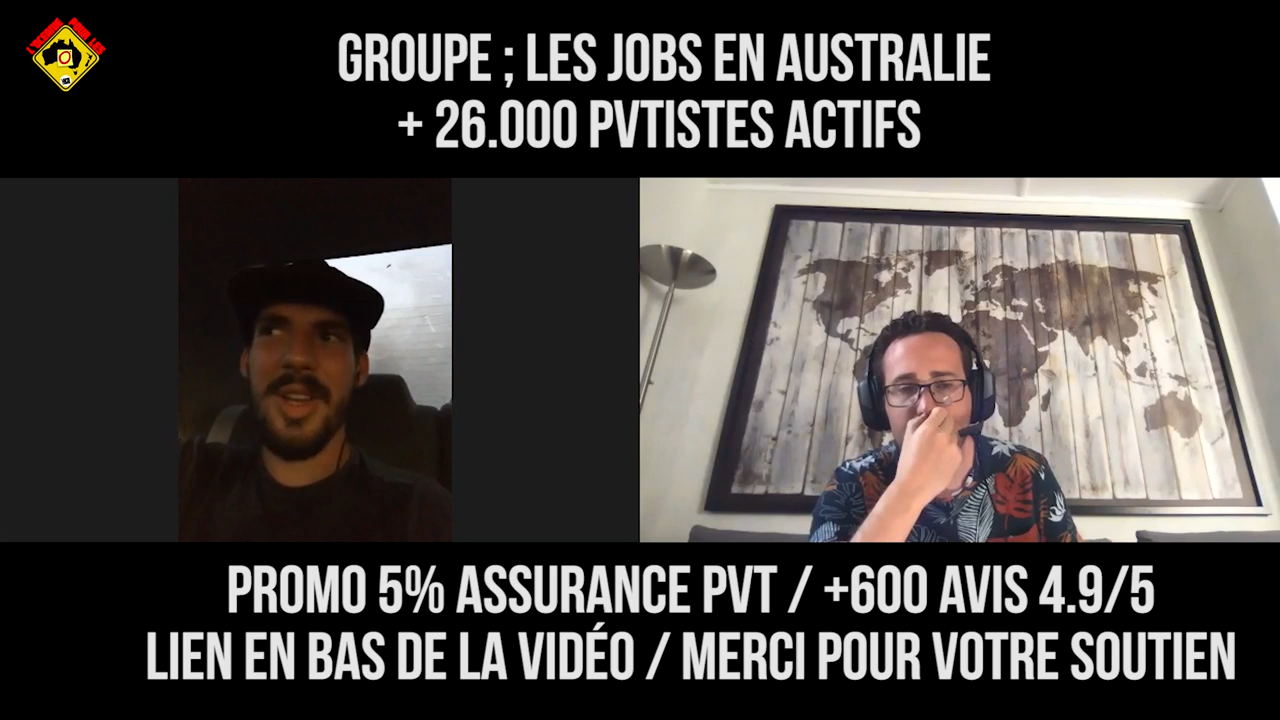 GROUPE ; LES JOBS EN AUSTRALIE
+ 26.000 PVTISTES ACTIFS
PROMO 5% ASSURANCE PVT / +600 AVIS 4.9/5
LIEN EN BAS DE LA VIDÉO / MERCI POUR VOTRE SOUTIEN